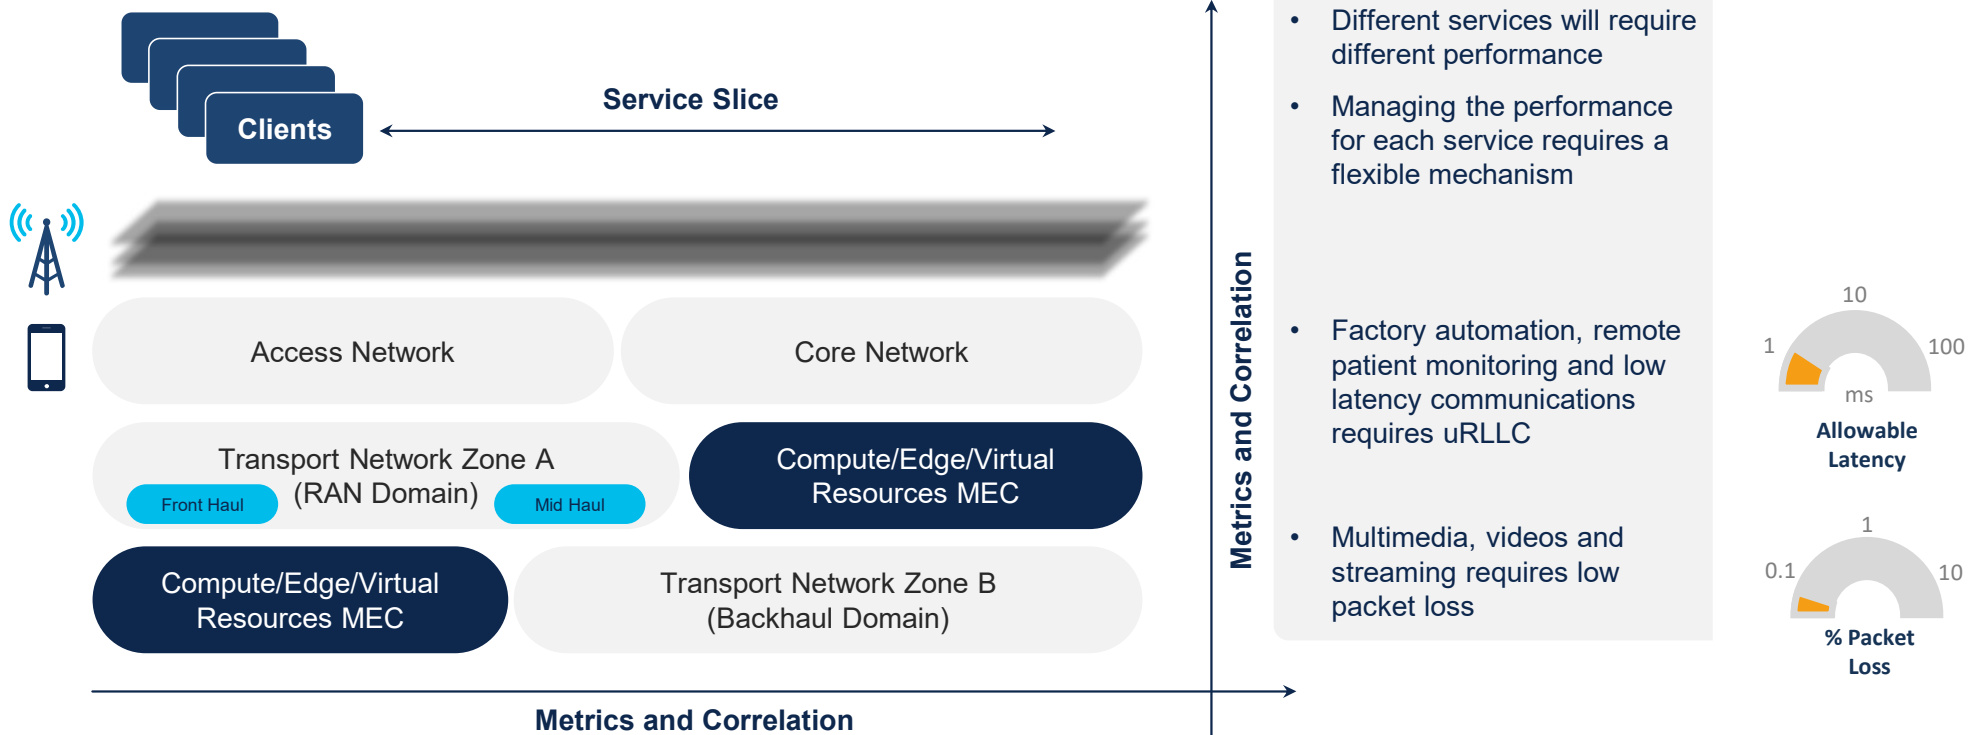 Clients
Service Slice
Access Network
Core Network
Transport Network Zone A
(RAN Domain)
Front Haul
Mid Haul
Compute/Edge/Virtual
Resources MEC
Compute/Edge/Virtual
Resources MEC
Transport Network Zone B
(Backhaul Domain)
Metrics and Correlation
Metrics and Correlation
• Different services will require
different performance
• Managing the performance
for each service requires a
flexible mechanism
• Factory automation, remote
patient monitoring and low
latency communications
requires uRLLC
• Multimedia, videos and
streaming requires low
packet loss
10
1
100
ms
Allowable
Latency
1
0.1
10
% Packet
Loss